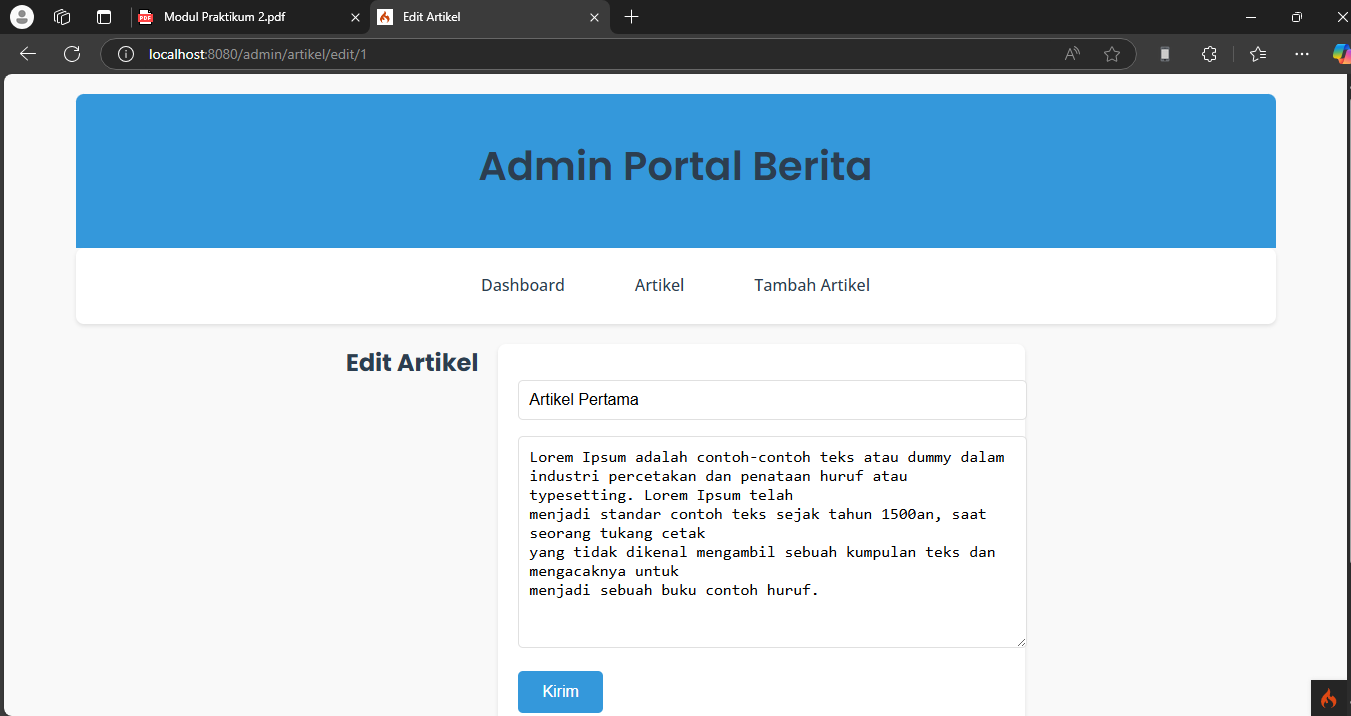 Modul Praktikum 2.pdf
Edit Artikel
localhost:8080/admin/artikel/edit/1
Admin Portal Berita
Dashboard Artikel Tambah Artikel
Edit Artikel
Artikel Pertama
Lorem Ipsum adalah contoh-contoh teks atau dummy dalam
industri percetakan dan penataan huruf atau
typesetting. Lorem Ipsum telah
menjadi standar contoh teks sejak tahun 1500an, saat
seorang tukang cetak
yang tidak dikenal mengambil sebuah kumpulan teks dan
mengacaknya untuk
menjadi sebuah buku contoh huruf.
Kirim